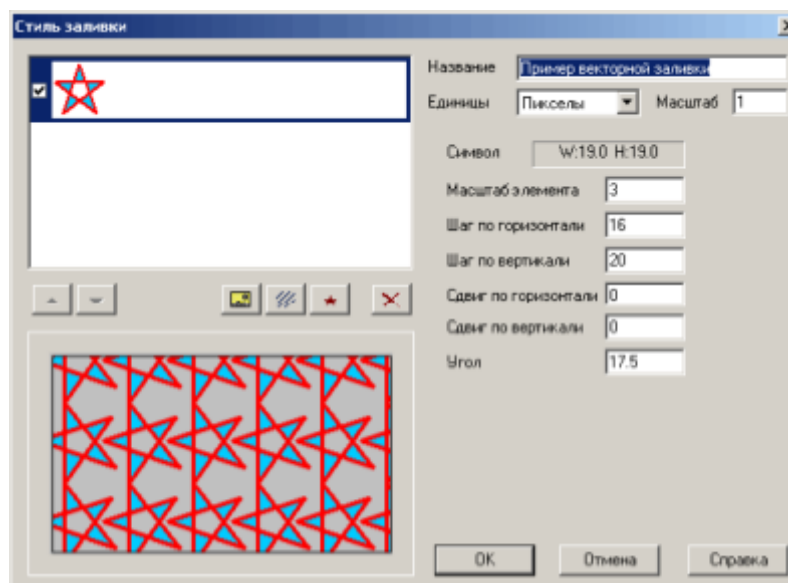 Стиль заливки
Название Пример векторной заливки
Единицы Пикселы Масштаб 1
Символ W:19.0 H:19.0
Масштаб элемента 3
Шаг по горизонтали 16
Шаг по вертикали 20
Сдвиг по горизонтали 0
Сдвиг по вертикали 0
Угол 17.5
OK Отмена Справка